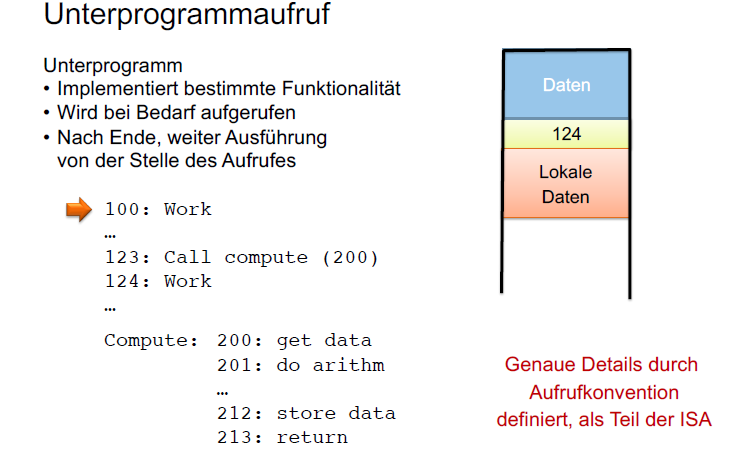 Unterprogrammaufruf
Unterprogramm
• Implementiert bestimmte Funktionalität
• Wird bei Bedarf aufgerufen
• Nach Ende, weiter Ausführung
von der Stelle des Aufrufes
100: Work
…
123: Call compute (200)
124: Work
…
Compute: 200: get data
201: do arithm
…
212: store data
213: return
Daten
124
Lokale
Daten
Genaue Details durch
Aufrufkonvention
definiert, als Teil der ISA